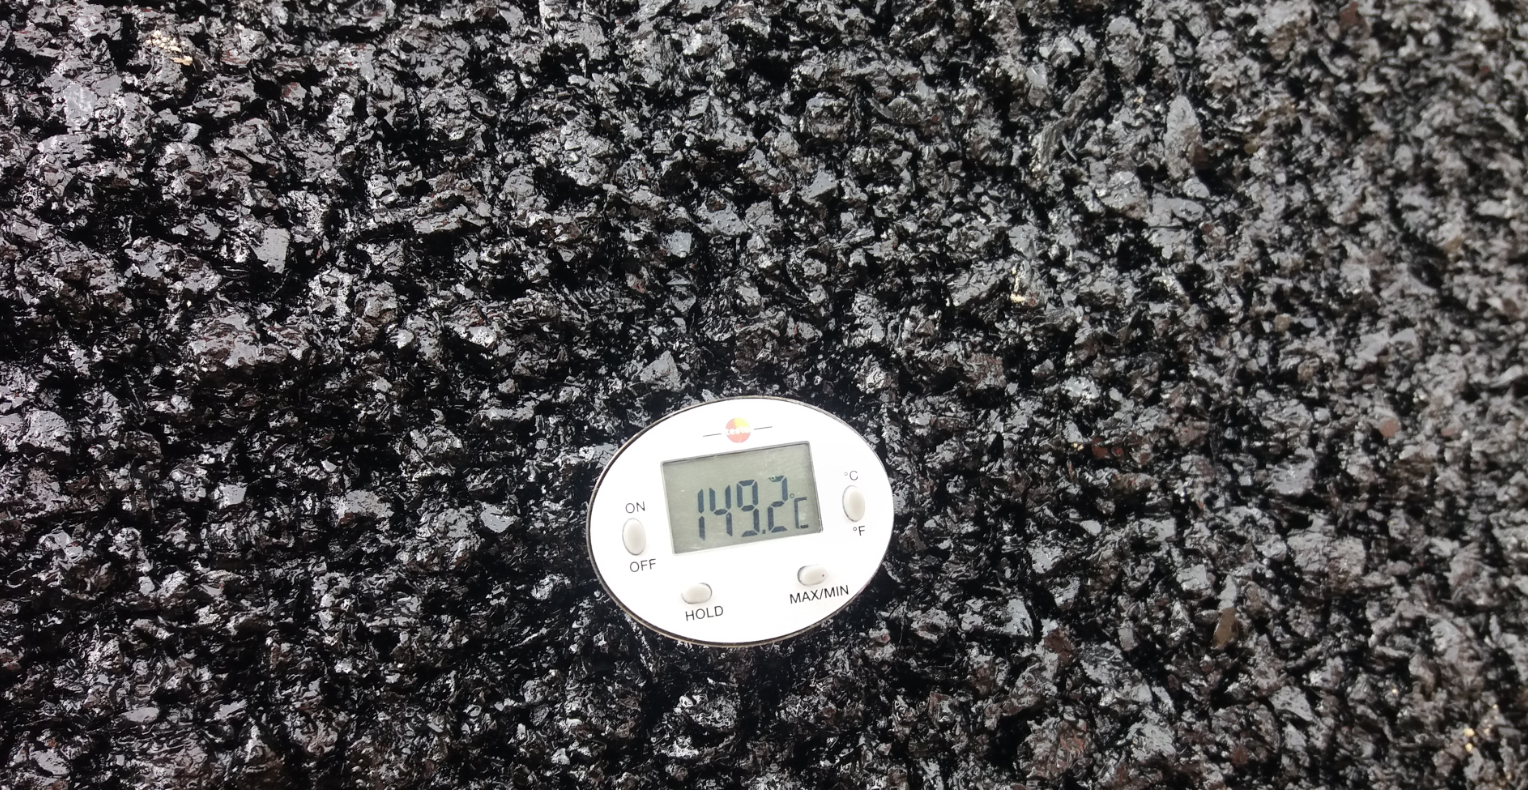 ON
OFF
149.2°C
°C
°F
HOLD
MAX/MIN